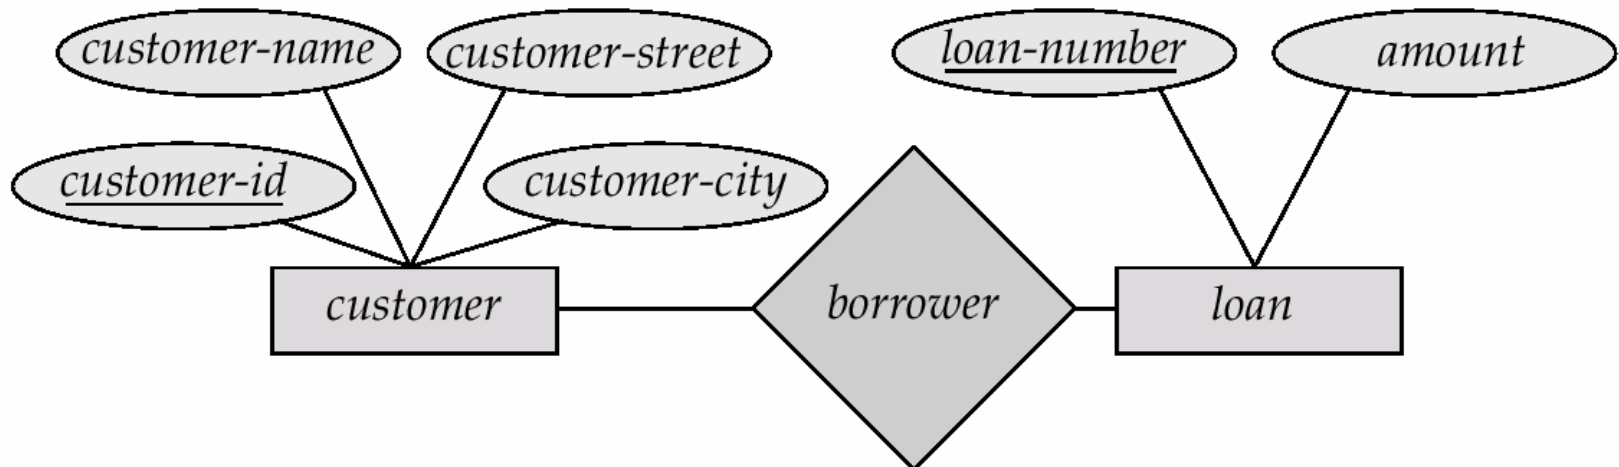 customer-name
customer-street
loan-number
amount
customer-id
customer-city
customer
borrower
loan